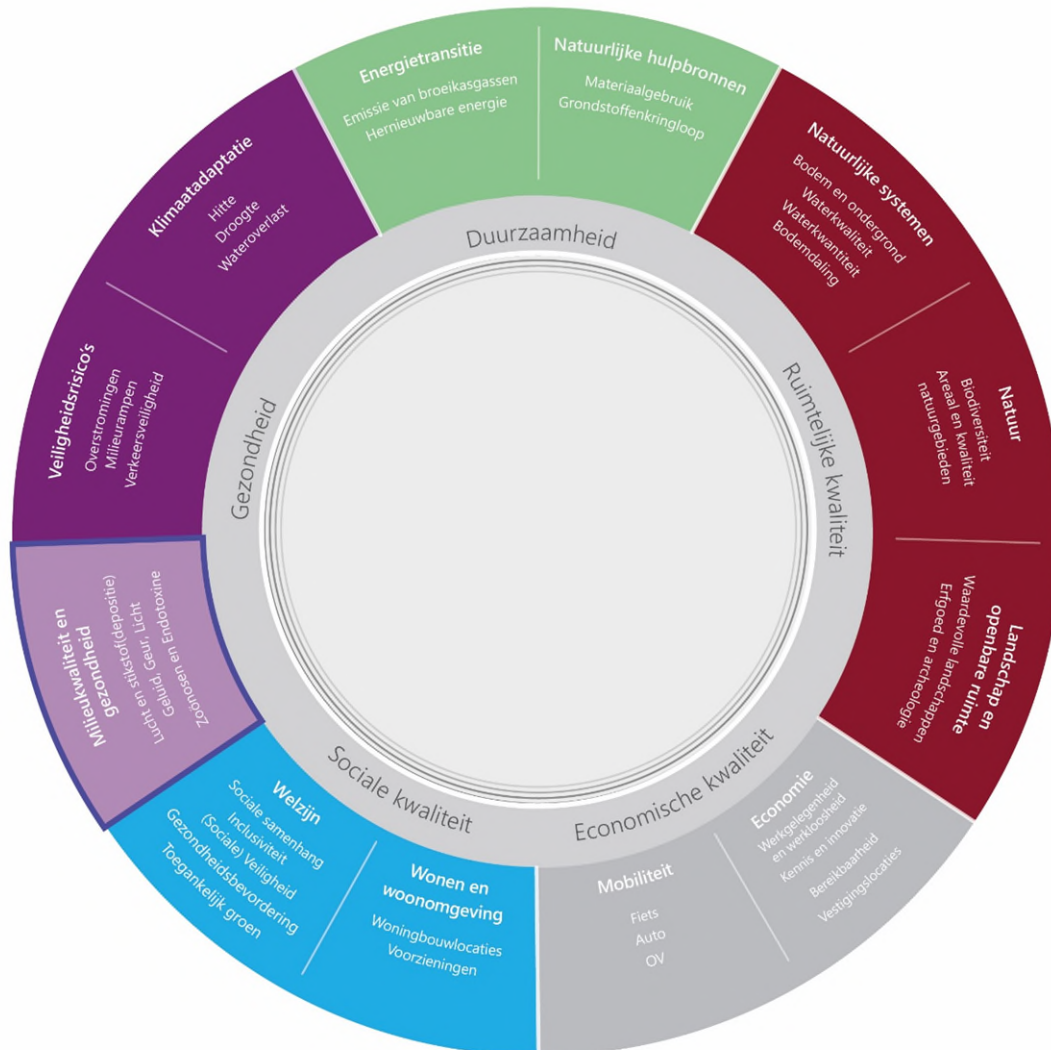 Energietransitie
Emissie van broeikasgassen
Hernieuwbare energie
Natuurlijke hulpbronnen
Materiaalgebruik
Grondstoffenkringloop
Natuurlijke systemen
Bodem en ondergrond
Waterkwaliteit
Waterkwantiteit
Bodemdaling
Natuur
Biodiversiteit
Areaal en kwaliteit
natuurgebieden
Landschap en
openbare ruimte
Waardevolle landschappen
Erfgoed en archeologie
Economie
Werkgelegenheid
en werkloosheid
Kennis en innovatie
Bereikbaarheid
Vestigingslocaties
Mobiliteit
Fiets
Auto
OV
Wonen en
woonomgeving
Woningbouwlocaties
Voorzieningen
Welzijn
Sociale samenhang
Inclusiviteit
(Sociale) Veiligheid
Gezondheidsbevordering
Toegankelijk groen
Milieukwaliteit en
gezondheid
Lucht en stikstof(depositie)
Geluid, Geur, Licht
Zoönosen en Endotoxine
Veiligheidsrisico's
Overstromingen
Milieurampen
Verkeersveiligheid
Klimaatadaptatie
Hitte
Droogte
Wateroverlast
Duurzaamheid
Ruimtelijke kwaliteit
Economische kwaliteit
Sociale kwaliteit
Gezondheid